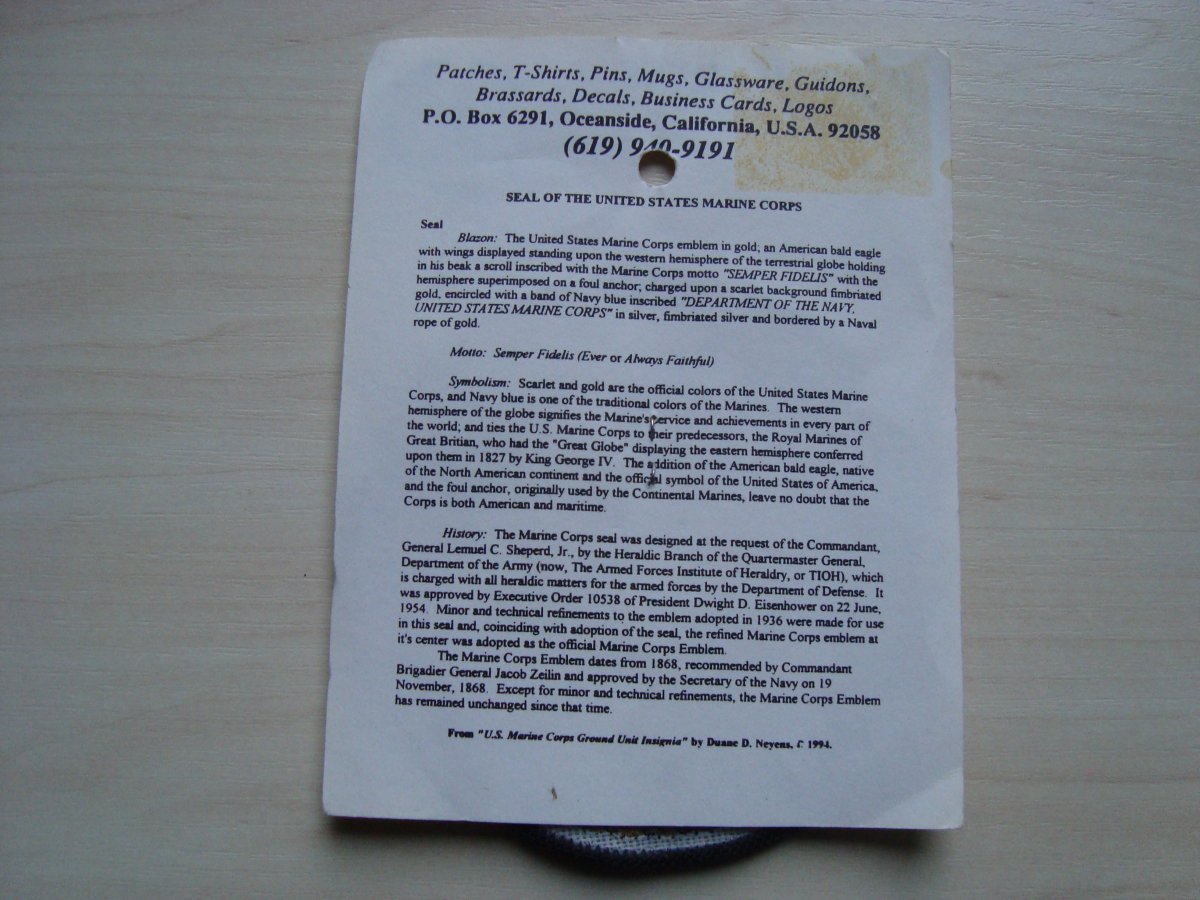 Patches, T-Shirts, Pins, Mugs, Glassware, Guidons,
Brassards, Decals, Business Cards, Logos
P.O. Box 6291, Oceanside, California, U.S.A. 92058
(619) 940-9191
SEAL OF THE UNITED STATES MARINE CORPS
Seal
Blazon: The United States Marine Corps emblem in gold; an American bald eagle
with wings displayed standing upon the western hemisphere of the terrestrial globe holding
in his beak a scroll inscribed with the Marine Corps motto "SEMPER FIDELIS" with the
hemisphere superimposed on a foul anchor; charged upon a scarlet background fimbriated
gold, encircled with a band of Navy blue inscribed "DEPARTMENT OF THE NAVY,
UNITED STATES MARINE CORPS" in silver, fimbriated silver and bordered by a Naval
rope of gold.
Motto: Semper Fidelis (Ever or Always Faithful)
Symbolism: Scarlet and gold are the official colors of the United States Marine
Corps, and Navy blue is one of the traditional colors of the Marines. The western
hemisphere of the globe signifies the Marine's service and achievements in every part of
the world; and ties the U.S. Marine Corps to their predecessors, the Royal Marines of
Great Britian, who had the "Great Globe" displaying the eastern hemisphere conferred
upon them in 1827 by King George IV. The addition of the American bald eagle, native
of the North American continent and the official symbol of the United States of America,
and the foul anchor, originally used by the Continental Marines, leave no doubt that the
Corps is both American and maritime.
History: The Marine Corps seal was designed at the request of the Commandant,
General Lemuel C. Sheperd, Jr., by the Heraldic Branch of the Quartermaster General,
Department of the Army (now, The Armed Forces Institute of Heraldry, or TIOH), which
is charged with all heraldic matters for the armed forces by the Department of Defense. It
was approved by Executive Order 10538 of President Dwight D. Eisenhower on 22 June,
1954. Minor and technical refinements to the emblem adopted in 1936 were made for use
in this seal and, coinciding with adoption of the seal, the refined Marine Corps emblem at
it's center was adopted as the official Marine Corps Emblem.
The Marine Corps Emblem dates from 1868, recommended by Commandant
Brigadier General Jacob Zeilin and approved by the Secretary of the Navy on 19
November, 1868. Except for minor and technical refinements, the Marine Corps Emblem
has remained unchanged since that time.
From "U.S. Marine Corps Ground Unit Insignia" by Duane D. Neyens, 1994.